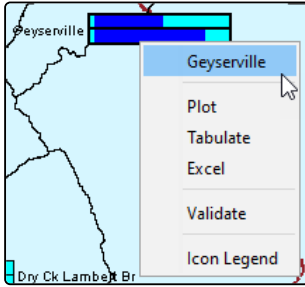 Geyserville
Geyserville
Plot
Tabulate
Excel
Validate
Icon Legend
Dry Ck Lambert Br